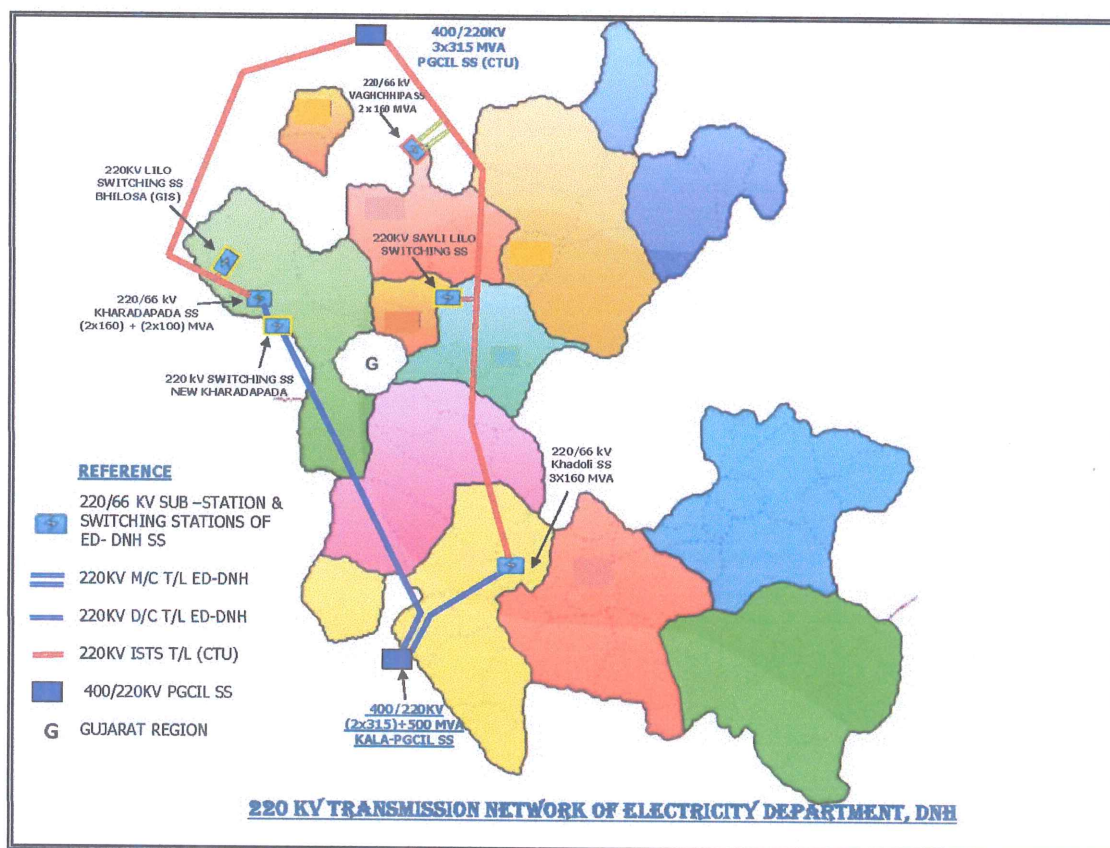 400/220KV
3x315 MVA
PGCIL SS (CTU)
220/66 kV
VAGHCHHIPA SS
2 x 160 MVA
220KV LILO
SWITCHING SS
BHILOSA (GIS)
220KV SAYLI LILO
SWITCHING SS
220/66 kV
KHARADAPADA SS
(2x160) + (2x100) MVA
G
220 kV SWITCHING SS
NEW KHARADAPADA
220/66 kV
Khadoli SS
3X160 MVA
REFERENCE
220/66 KV SUB –STATION &
SWITCHING STATIONS OF
ED- DNH SS
220KV M/C T/L ED-DNH
220KV D/C T/L ED-DNH
220KV ISTS T/L (CTU)
400/220KV PGCIL SS
G GUJARAT REGION
400/220KV
(2x315)+500 MVA
KALA-PGCIL SS
220 KV TRANSMISSION NETWORK OF ELECTRICITY DEPARTMENT, DNH